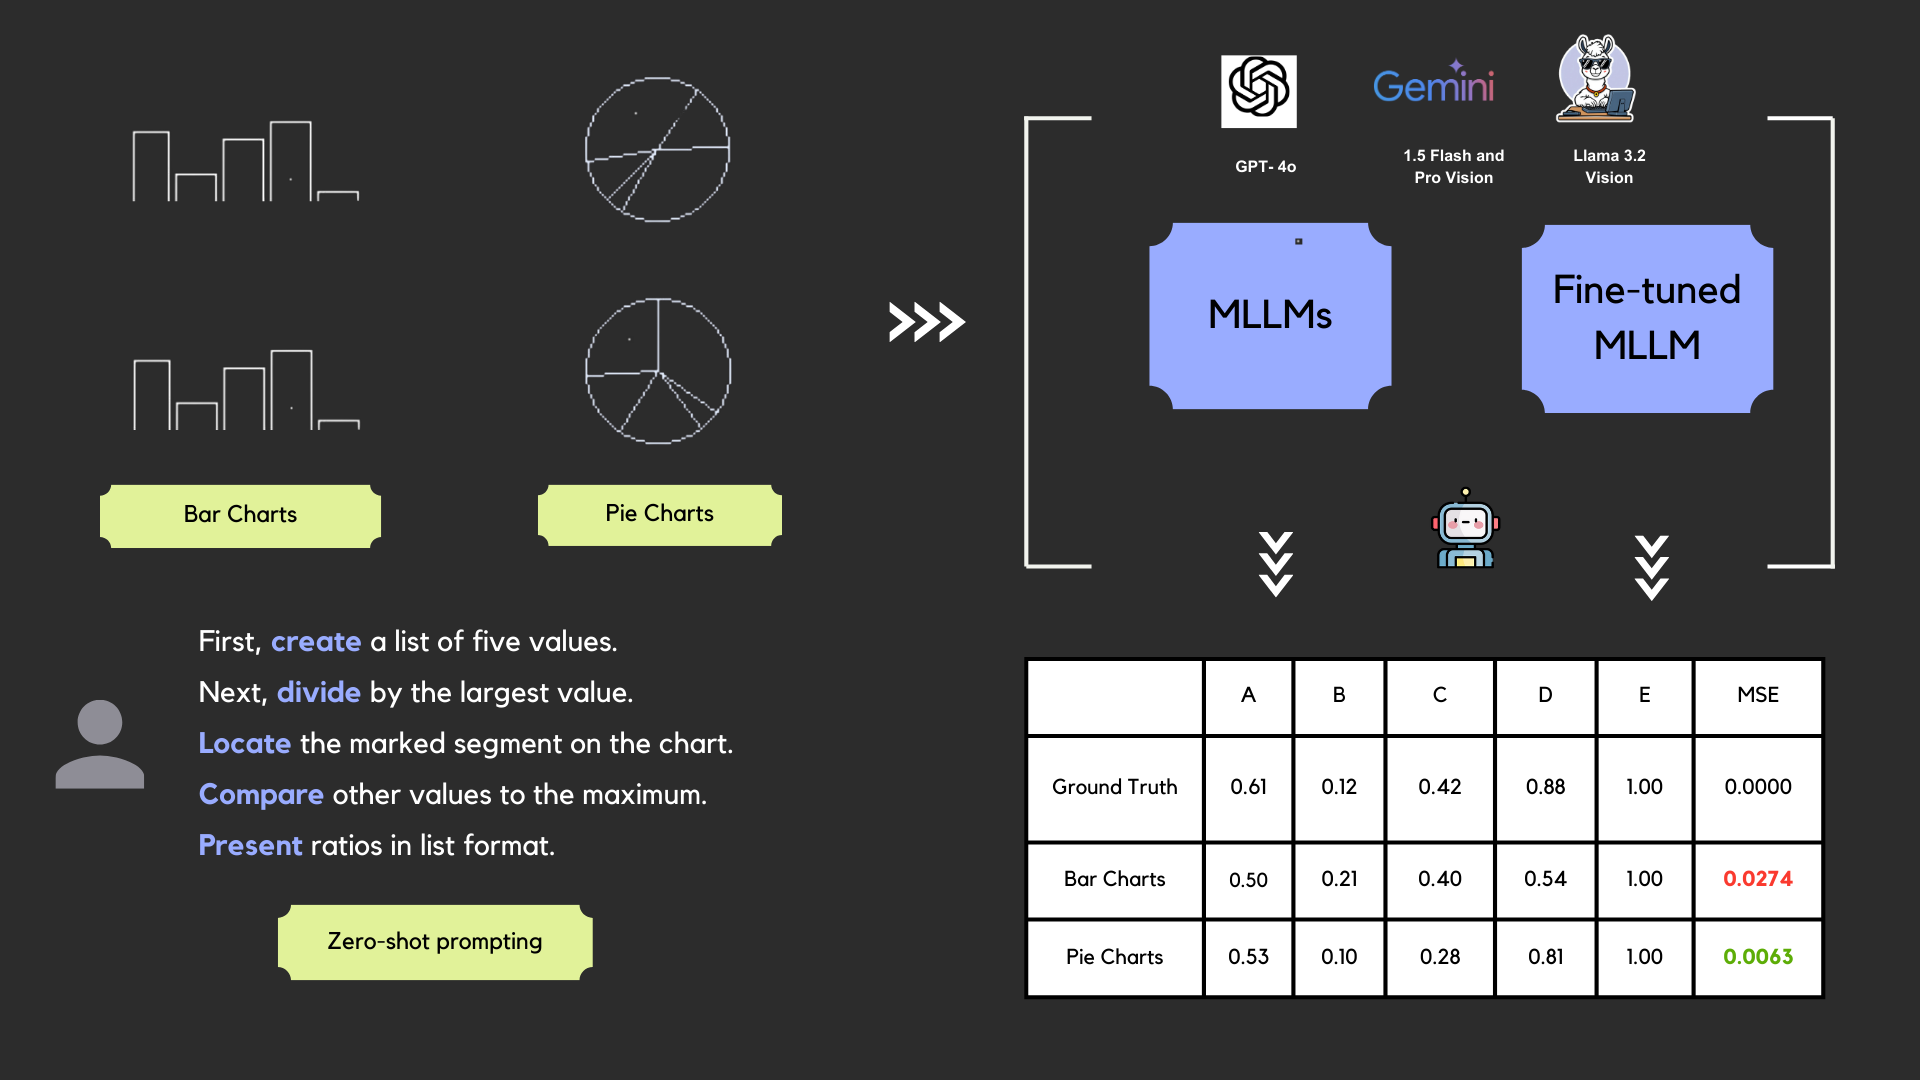 Bar Charts
Pie Charts
First, create a list of five values.
Next, divide by the largest value.
Locate the marked segment on the chart.
Compare other values to the maximum.
Present ratios in list format.
Zero-shot prompting
Gemini
GPT- 4o
1.5 Flash and
Pro Vision
Llama 3.2
Vision
MLLMs
Fine-tuned
MLLM
A B C D E MSE
Ground Truth 0.61 0.12 0.42 0.88 1.00 0.0000
Bar Charts 0.50 0.21 0.40 0.54 1.00 0.0274
Pie Charts 0.53 0.10 0.28 0.81 1.00 0.0063